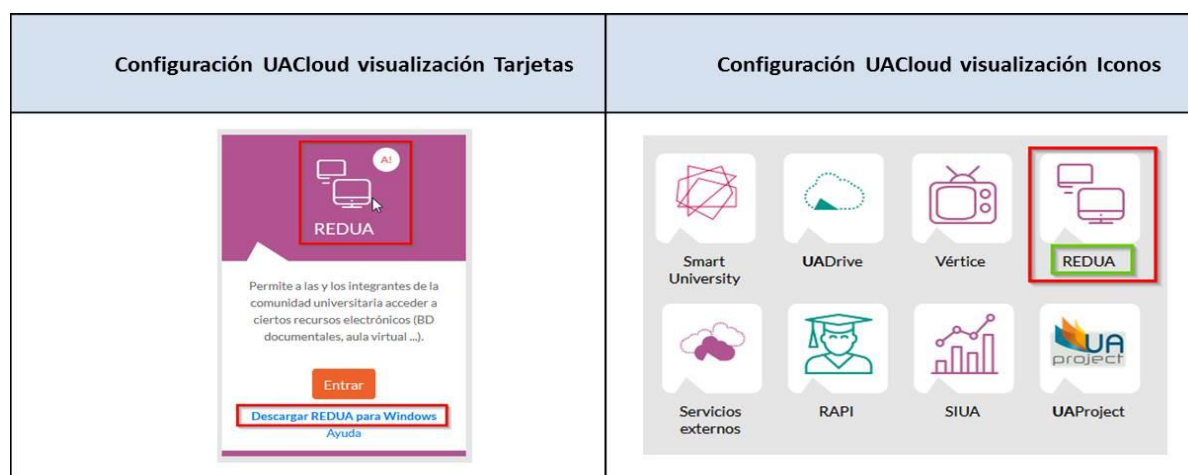 Configuración UACloud visualización Tarjetas
Configuración UACloud visualización Iconos
A!
REDUA
Permite a las y los integrantes de la
comunidad universitaria acceder a
ciertos recursos electrónicos (BD
documentales, aula virtual ...).
Entrar
Descargar REDUA para Windows
Ayuda
Smart
University
UADrive
Vértice
REDUA
UA
project
Servicios
externos
RAPI
SIUA
UAProject